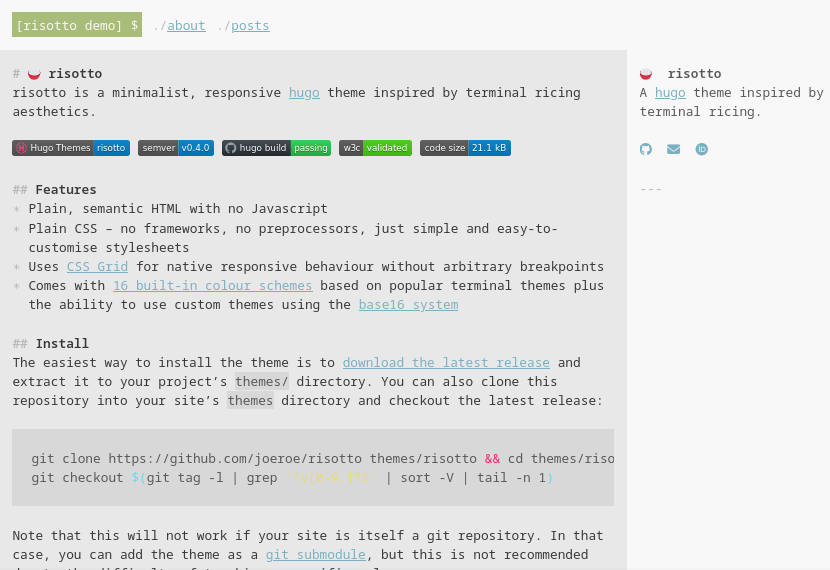 [risotto demo] $ ./about ./posts
# risotto
risotto is a minimalist, responsive hugo theme inspired by terminal ricing
aesthetics.
Hugo Themes risotto semver v0.4.0 hugo build passing w3c validated code size 21.1 kB
## Features
* Plain, semantic HTML with no Javascript
* Plain CSS – no frameworks, no preprocessors, just simple and easy-to-
customise stylesheets
* Uses CSS Grid for native responsive behaviour without arbitrary breakpoints
* Comes with 16 built-in colour schemes based on popular terminal themes plus
the ability to use custom themes using the base16 system
## Install
The easiest way to install the theme is to download the latest release and
extract it to your project’s themes/ directory. You can also clone this
repository into your site’s themes directory and checkout the latest release:
git clone https://github.com/joeroe/risotto themes/risotto && cd themes/riso
git checkout $(git tag -l | grep | sort -V | tail -n 1)
Note that this will not work if your site is itself a git repository. In that
case, you can add the theme as a git submodule, but this is not recommended
risotto
A hugo theme inspired by
terminal ricing.
---